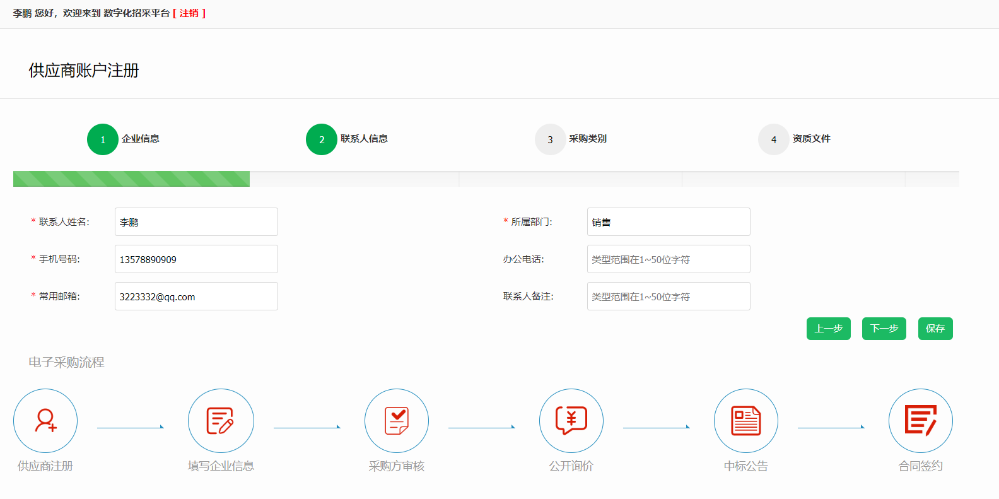 李鹏 您好，欢迎来到 数字化招采平台 [ 注销 ]
供应商账户注册
1 企业信息 2 联系人信息 3 采购类别 4 资质文件
* 联系人姓名: 李鹏 * 所属部门: 销售
* 手机号码: 13578890909 办公电话: 类型范围在1~50位字符
* 常用邮箱: 3223332@qq.com 联系人备注: 类型范围在1~50位字符
上一步 下一步 保存
电子采购流程
供应商注册 填写企业信息 采购方审核 公开询价 中标公告 合同签约